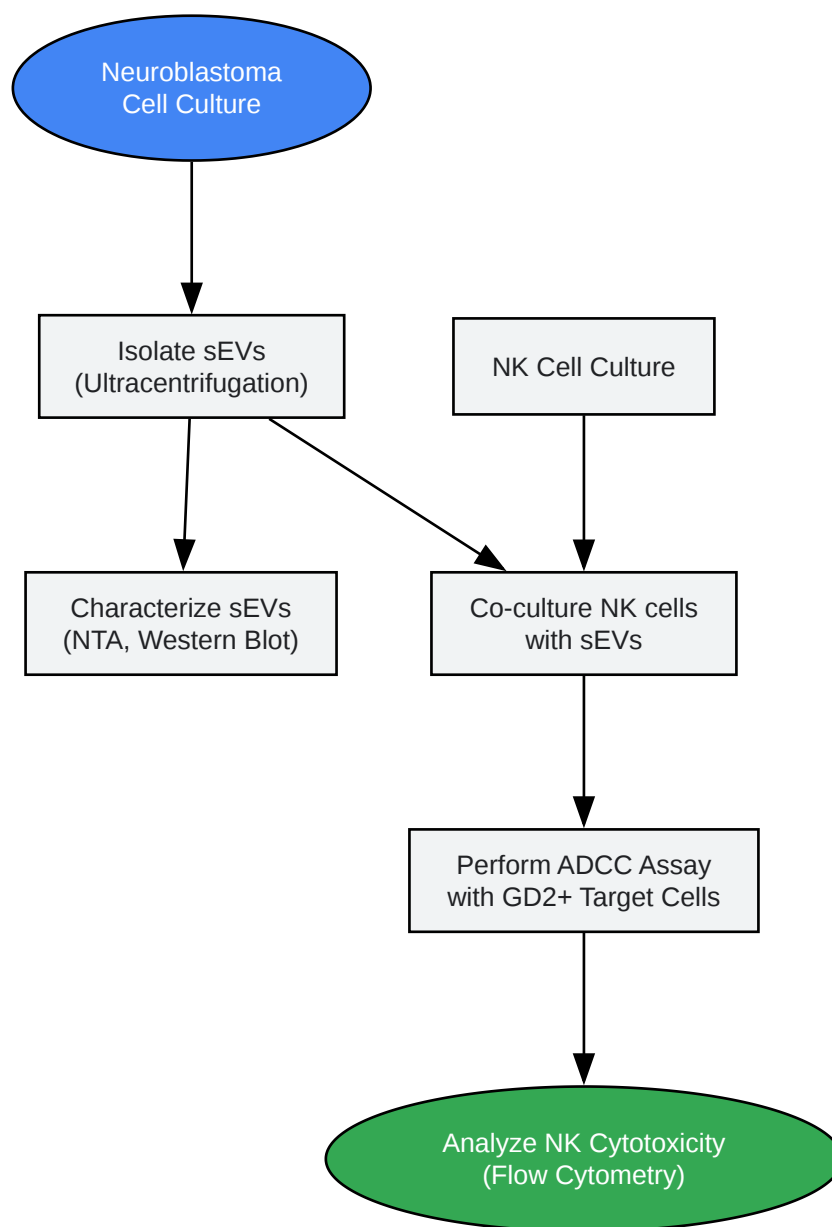 Neuroblastoma
Cell Culture
Isolate sEVs
(Ultracentrifugation)
NK Cell Culture
Characterize sEVs
(NTA, Western Blot)
Co-culture NK cells
with sEVs
Perform ADCC Assay
with GD2+ Target Cells
Analyze NK Cytotoxicity
(Flow Cytometry)